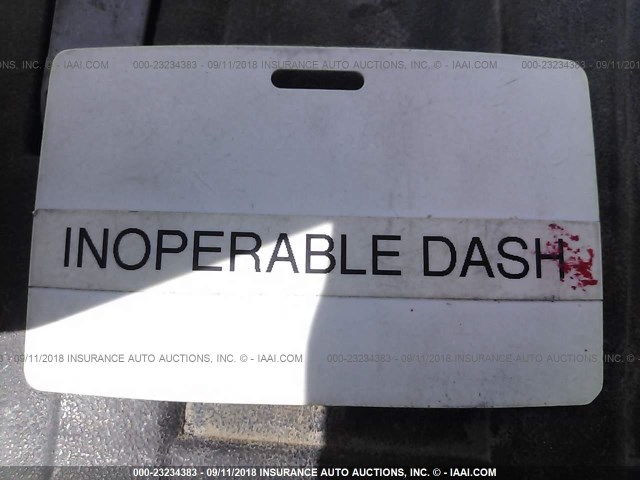 NS, INC. © - IAAI.COM 000-23234383 - 09/11/2018 INSURANCE AUTO AUCTIONS, INC. © - IAAI.COM 000-23234383 - 09/11/20
INOPERABLE DASH
- 09/11/2018 INSURANCE AUTO AUCTIONS, INC. © - IAAI.COM 000-23234383 - 09/11/2018 INSURANCE AUTO AUCTIONS, INC. © - IAAI.COM
000-23234383 - 09/11/2018 INSURANCE AUTO AUCTIONS, INC. © - IAAI.COM